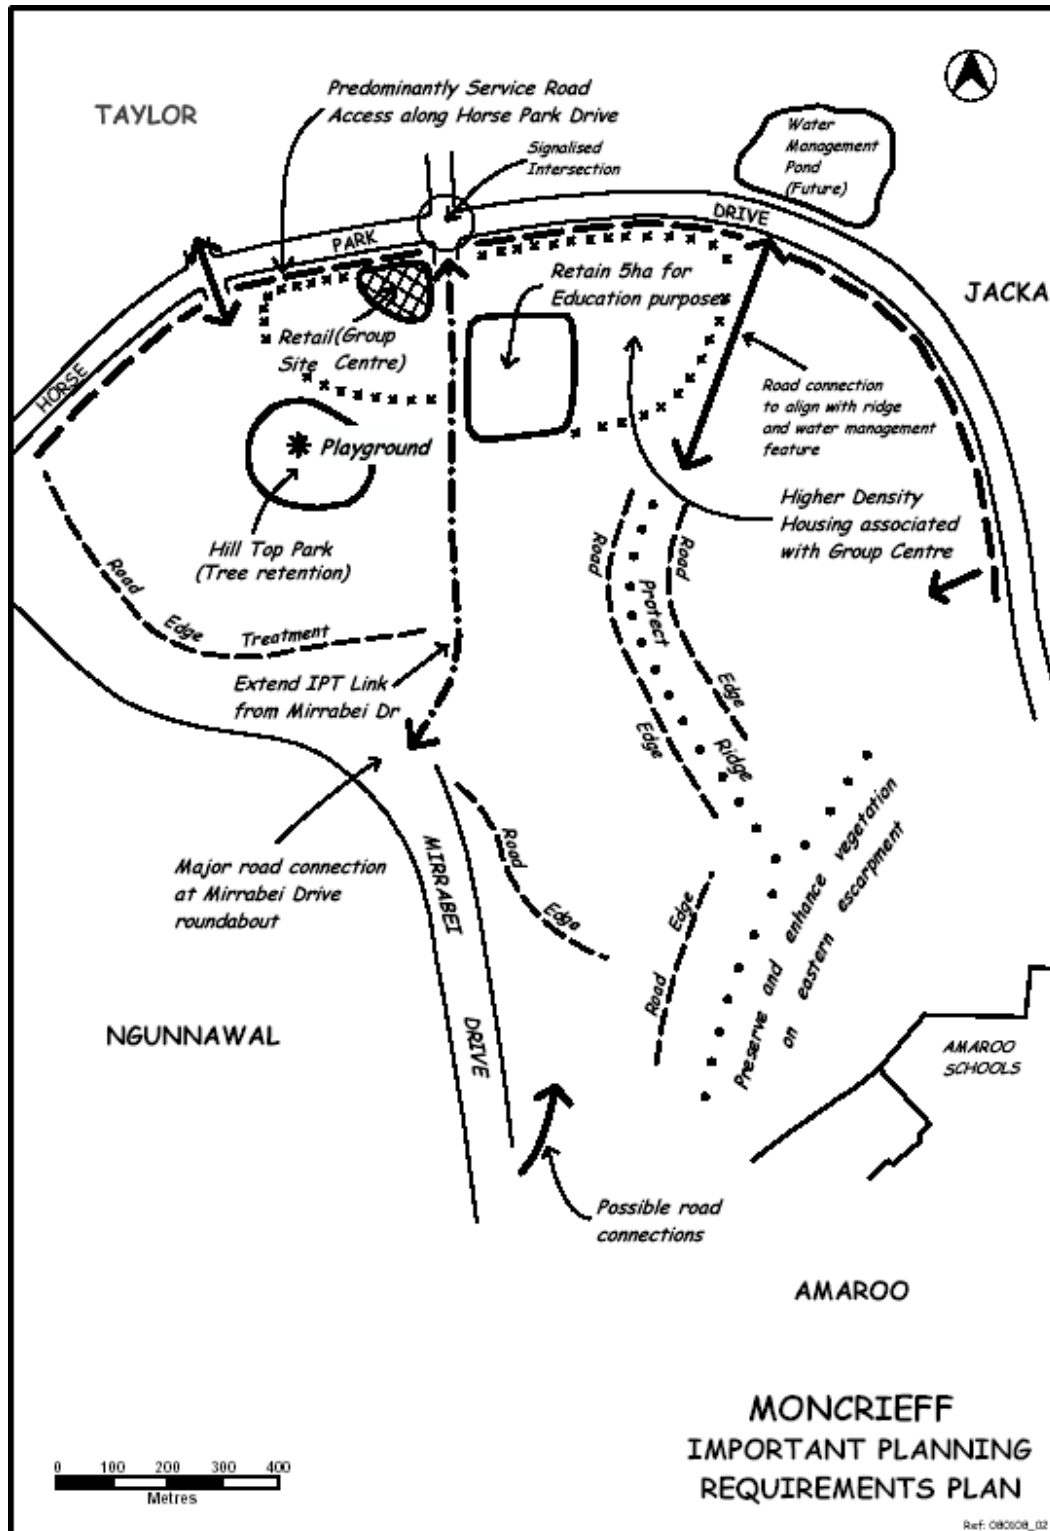 TAYLOR
Predominantly Service Road
Access along Horse Park Drive
Signalised
Intersection
Water
Management
Pond
(Future)
HORSE
PARK
DRIVE
JACKA
Retain 5ha for
Education purposes
Retail(Group
Site Centre)
Playground
Road connection
to align with ridge
and water management
feature
Higher Density
Housing associated
with Group Centre
Hill Top Park
(Tree retention)
Road
Edge
Treatment
Road
Edge
Road
Edge
Protect
Ridge
Extend IPT Link
from Mirrabei Dr
Major road connection
at Mirrabei Drive
roundabout
MIRRABEI
DRIVE
Road
Edge
Road
Edge
Preserve and enhance vegetation
on eastern escarpment
NGUNNAWAL
AMAROO
SCHOOLS
Possible road
connections
AMAROO
MONCRIEFF
IMPORTANT PLANNING
REQUIREMENTS PLAN
0 100 200 300 400
Metres
Ref: 080108_02